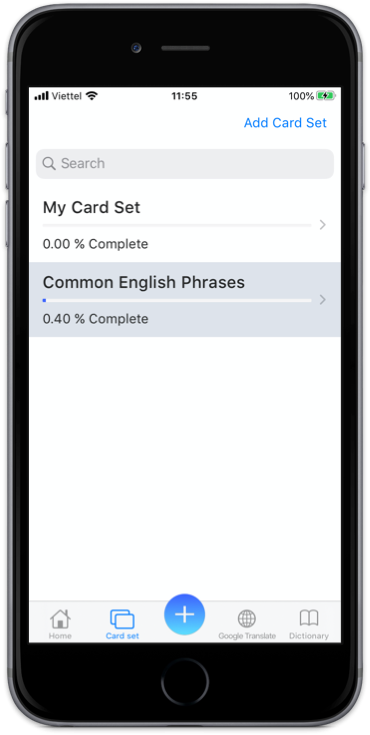 Viettel 11:55 100%
Add Card Set
Search
My Card Set
0.00 % Complete
Common English Phrases
0.40 % Complete
Home Card set Google Translate Dictionary